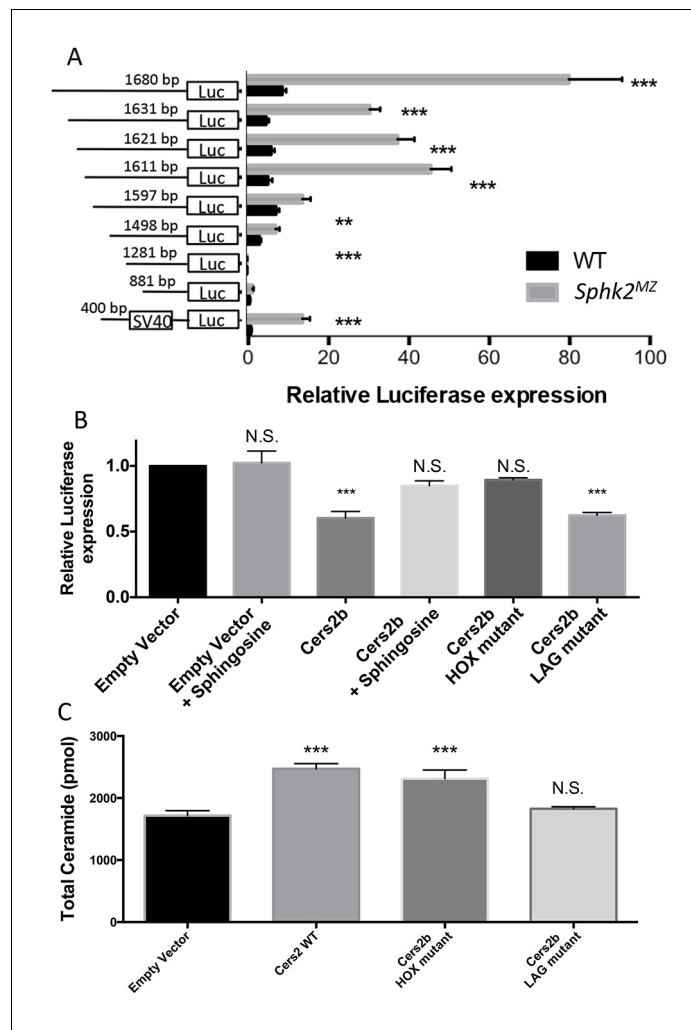 A
1680 bp
Luc
***
1631 bp
Luc
***
1621 bp
Luc
***
1611 bp
Luc
***
1597 bp
Luc
**
1498 bp
Luc
***
1281 bp
Luc
881 bp
Luc
400 bp
SV40
Luc
***
WT
Sphk2MZ
0 20 40 60 80 100
Relative Luciferase expression
B
Relative Luciferase
expression
1.0
0.5
0.0
N.S.
***
N.S.
N.S.
***
Empty Vector
Empty Vector
+ Sphingosine
Cers2b
Cers2b
+ Sphingosine
Cers2b
HOX mutant
Cers2b
LAG mutant
C
Total Ceramide (pmol)
3000
2000
1000
0
***
***
N.S.
Empty Vector
Cers2 WT
Cers2b
HOX mutant
Cers2b
LAG mutant